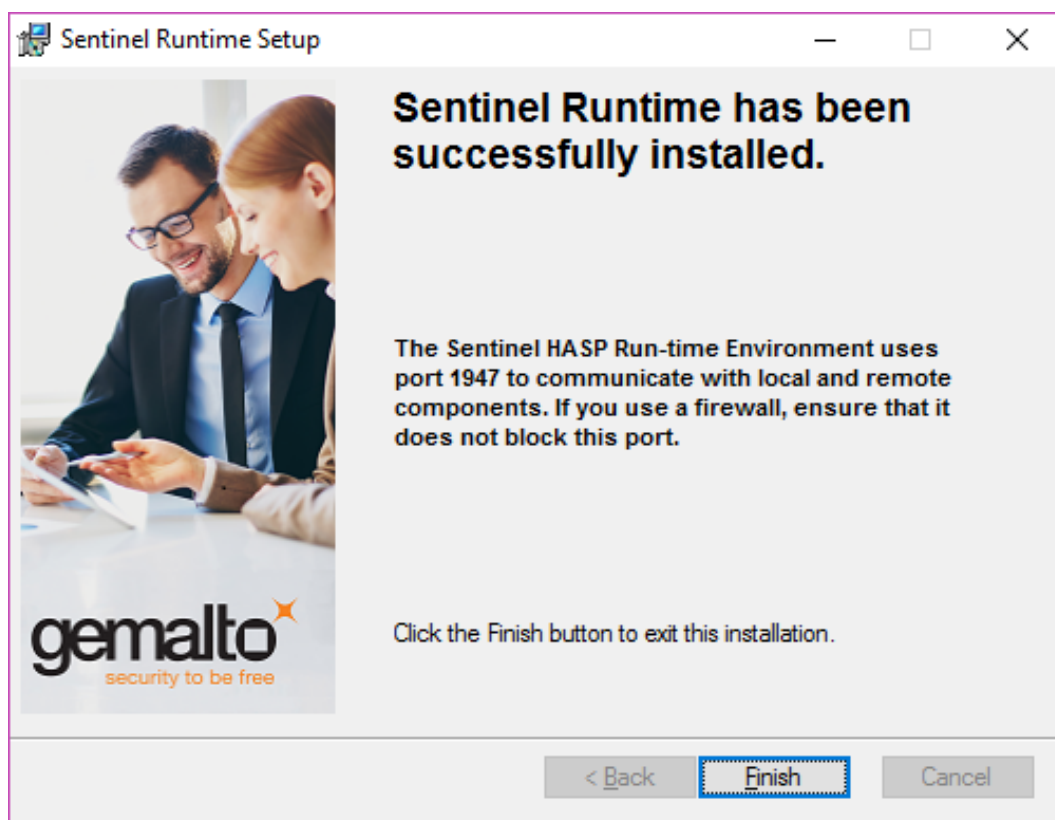 Sentinel Runtime Setup
Sentinel Runtime has been
successfully installed.
The Sentinel HASP Run-time Environment uses
port 1947 to communicate with local and remote
components. If you use a firewall, ensure that it
does not block this port.
gemalto
security to be free
Click the Finish button to exit this installation.
< Back
Finish
Cancel